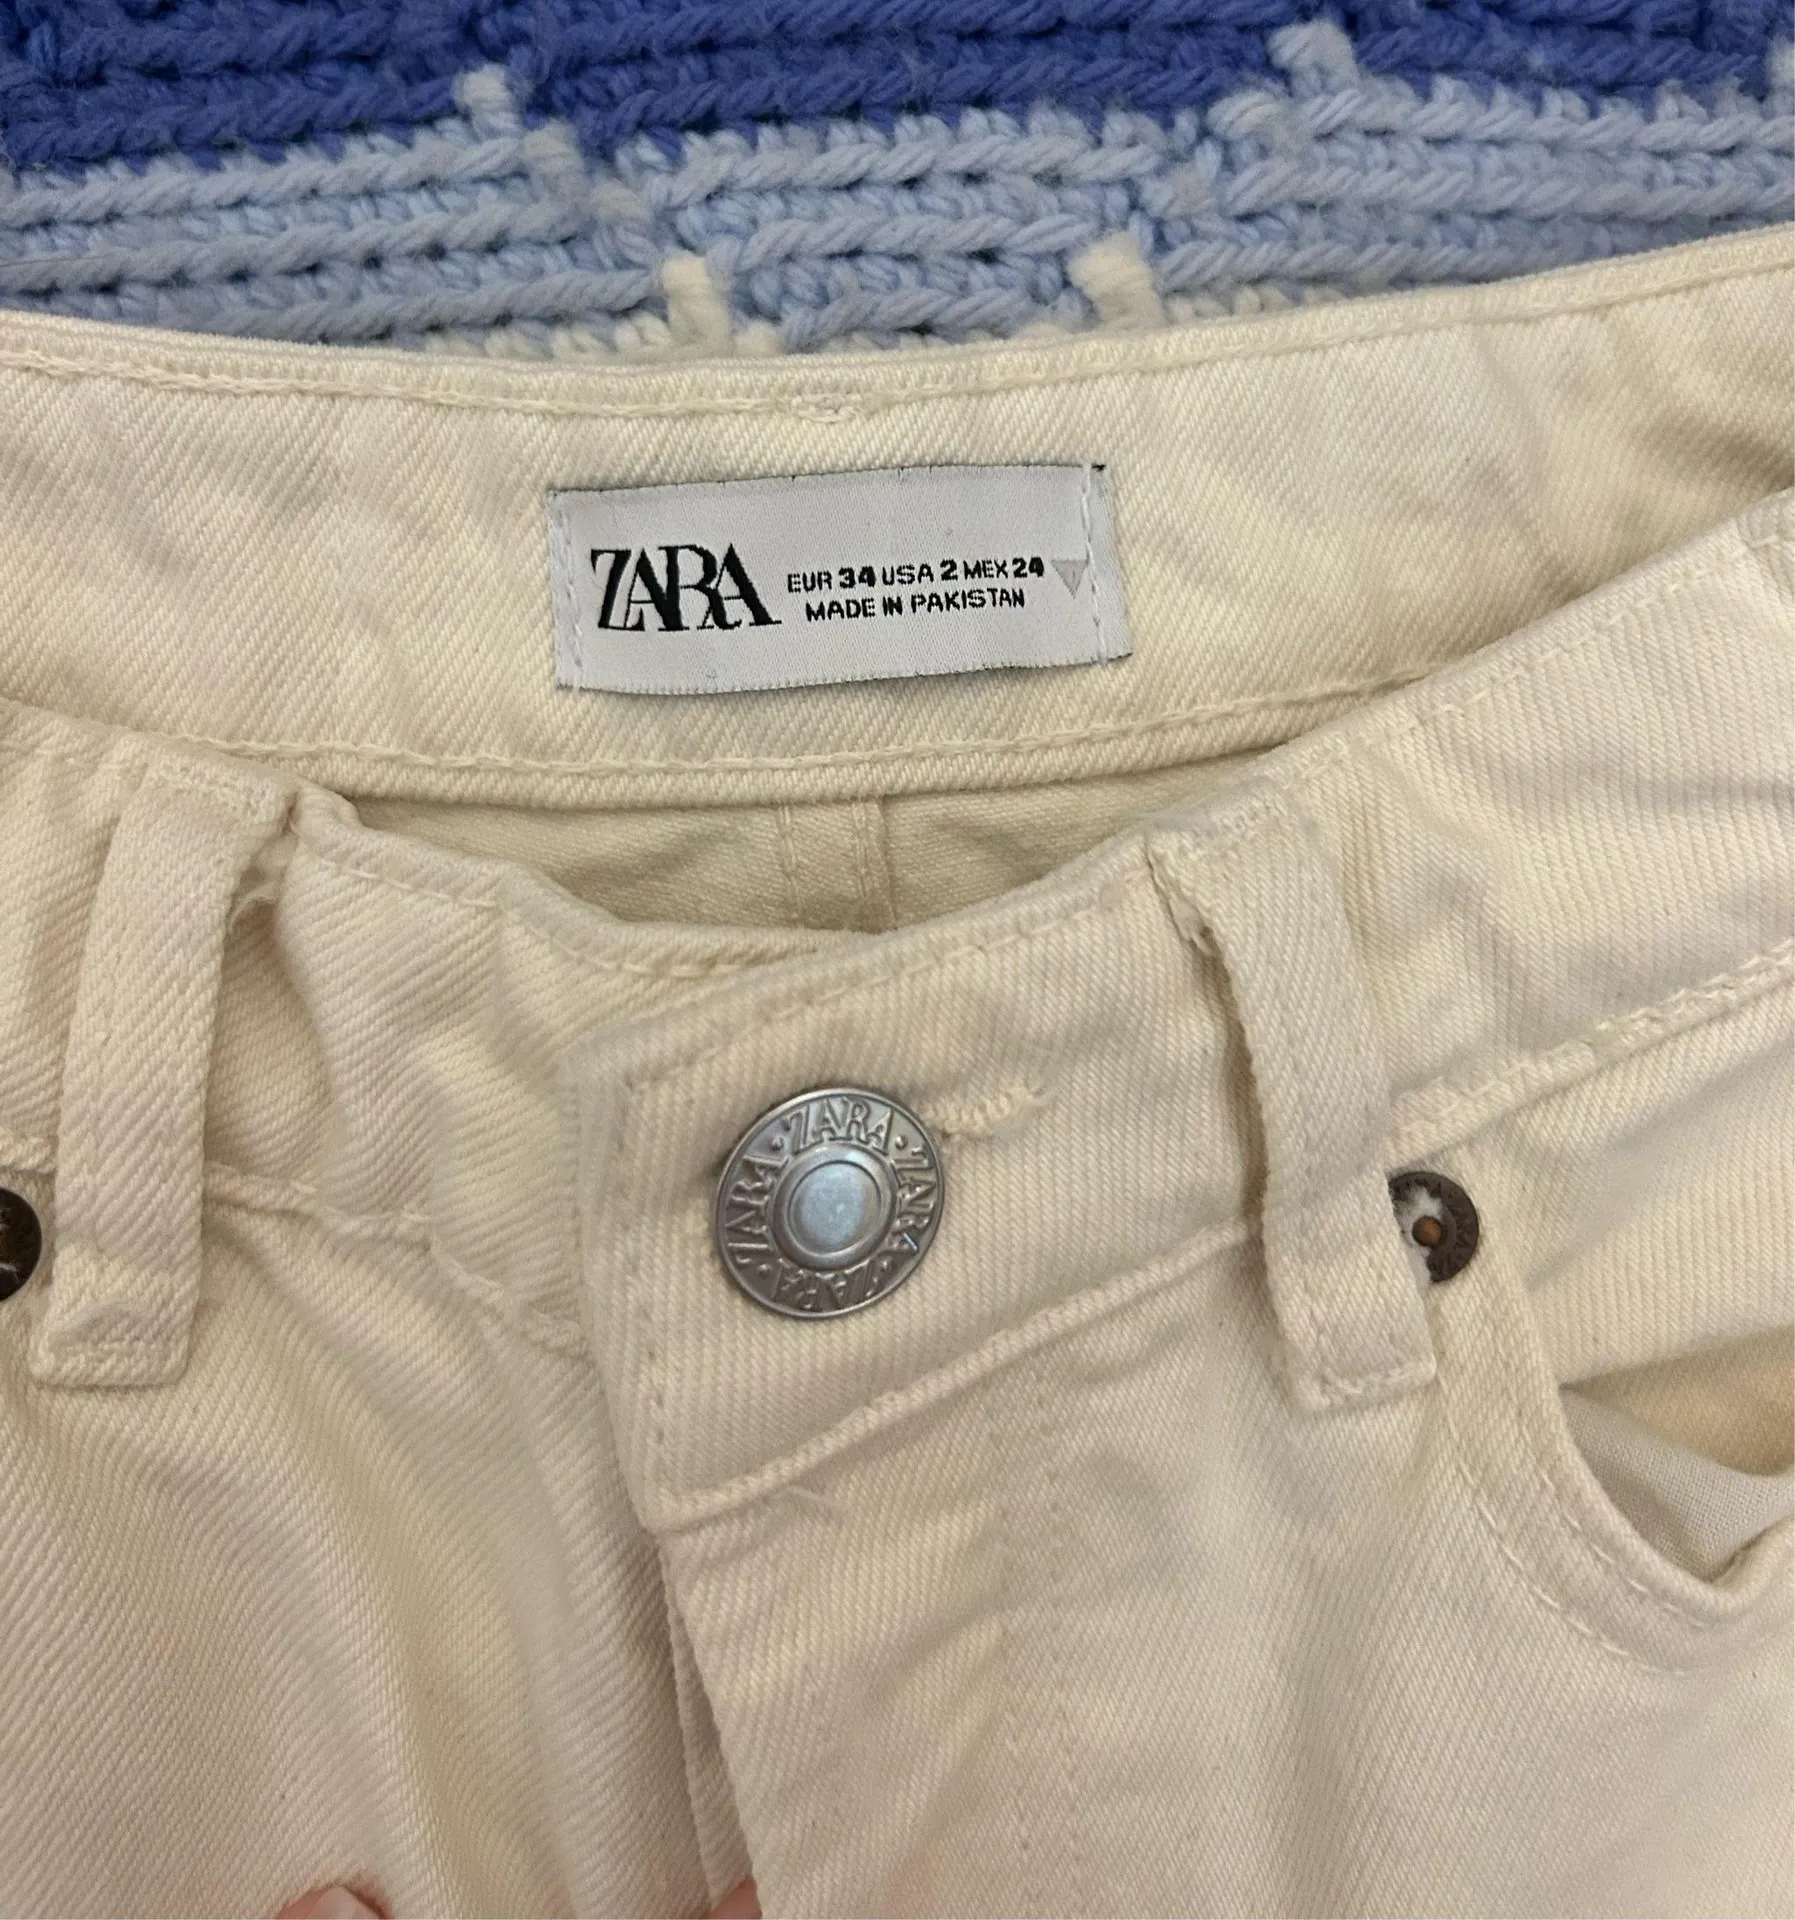 ZARA
EUR 34 USA 2 MEX 24
MADE IN PAKISTAN
ZARA · ZARA · ZARA · ZARA